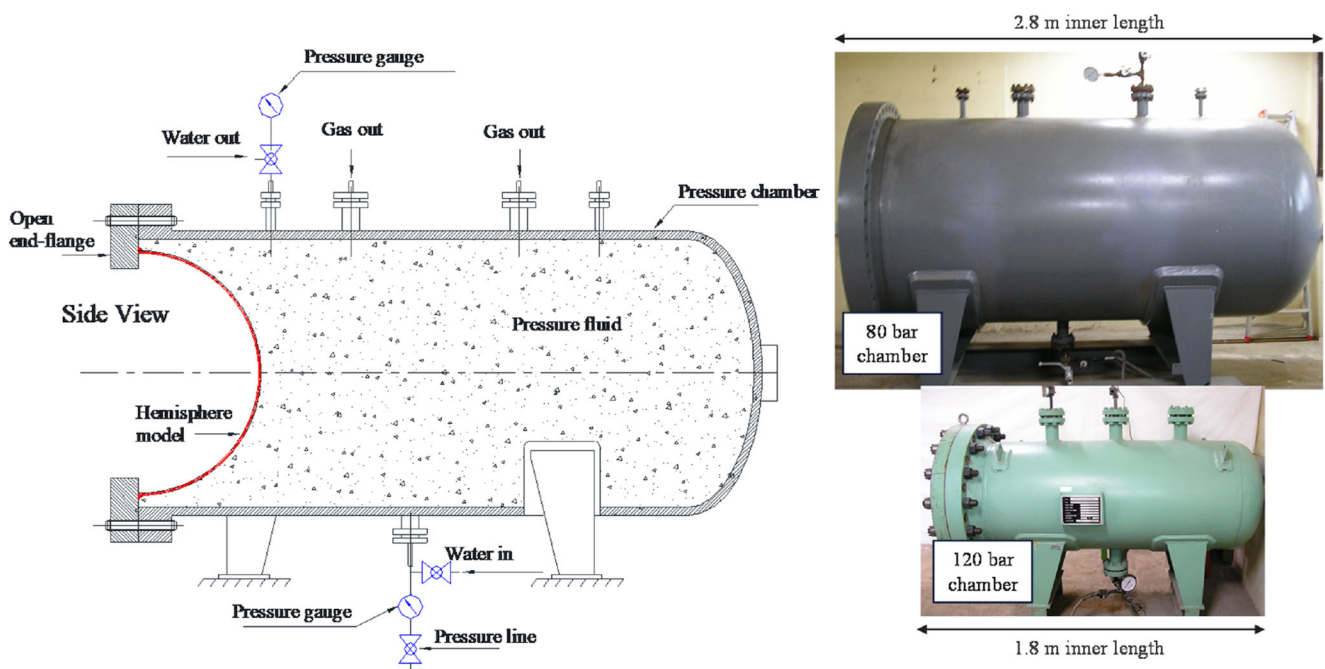 Pressure gauge
Water out
Gas out
Gas out
Pressure chamber
Open
end-flange
Side View
Pressure fluid
Hemisphere
model
Water in
Pressure gauge
Pressure line
2.8 m inner length
80 bar
chamber
120 bar
chamber
1.8 m inner length